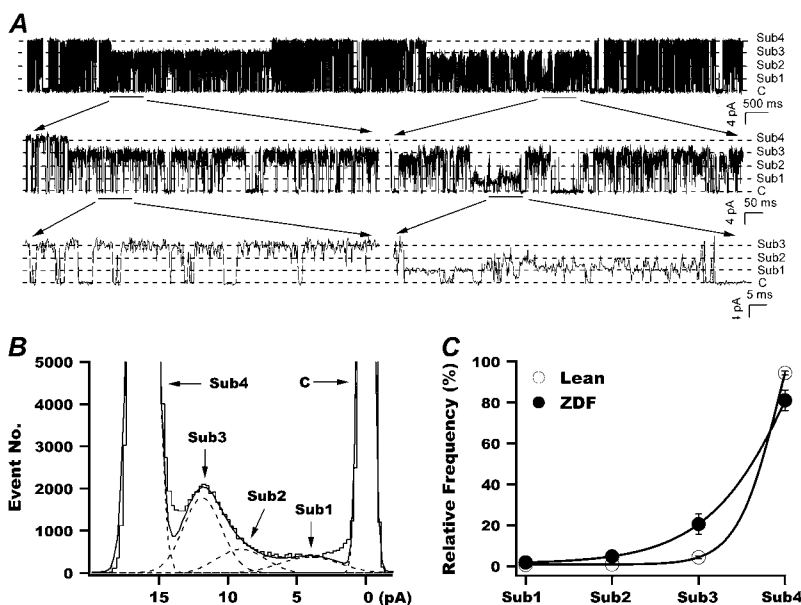 A
Sub4
Sub3
Sub2
Sub1
C
4 pA
500 ms
Sub4
Sub3
Sub2
Sub1
C
4 pA
50 ms
Sub3
Sub2
Sub1
C
4 pA
5 ms
B
Event No.
5000
4000
3000
2000
1000
0
Sub4
C
Sub3
Sub2
Sub1
15 10 5 0 (pA)
C
Relative Frequency (%)
100
80
60
40
20
0
Lean
ZDF
Sub1 Sub2 Sub3 Sub4